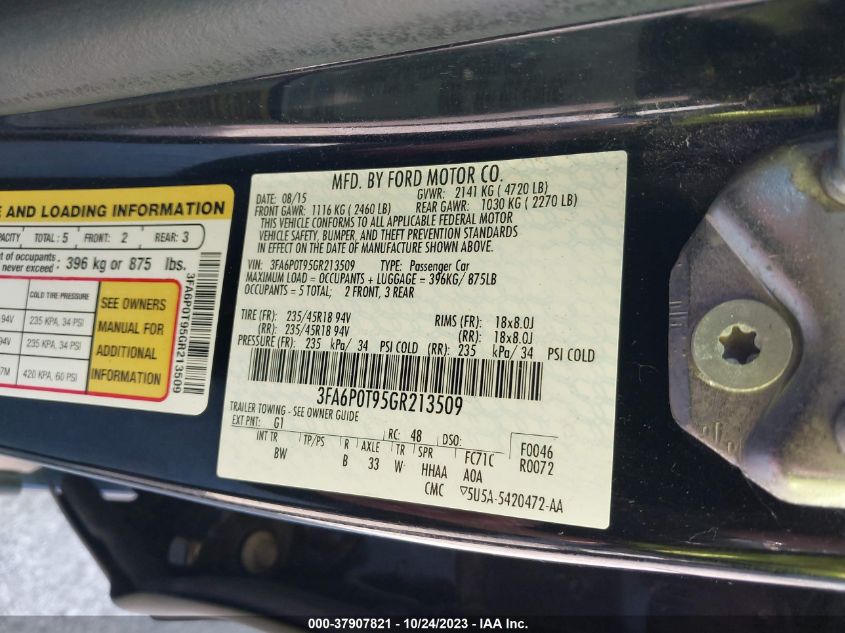 E AND LOADING INFORMATION
PACITY TOTAL: 5 FRONT: 2 REAR: 3
t of occupants
never exceed: 396 kg or 875 lbs.
COLD TIRE PRESSURE
94V 235 KPA, 34 PSI
94V 235 KPA, 34 PSI
7M 420 KPA, 60 PSI
SEE OWNERS
MANUAL FOR
ADDITIONAL
INFORMATION
3FA6P0T95GR213509
MFD. BY FORD MOTOR CO.
DATE: 08/15 GVWR: 2141 KG ( 4720 LB)
FRONT GAWR: 1116 KG ( 2460 LB) REAR GAWR: 1030 KG ( 2270 LB)
THIS VEHICLE CONFORMS TO ALL APPLICABLE FEDERAL MOTOR
VEHICLE SAFETY, BUMPER, AND THEFT PREVENTION STANDARDS
IN EFFECT ON THE DATE OF MANUFACTURE SHOWN ABOVE.
VIN: 3FA6P0T95GR213509 TYPE: Passenger Car
MAXIMUM LOAD = OCCUPANTS + LUGGAGE = 396KG/ 875LB
OCCUPANTS = 5 TOTAL; 2 FRONT, 3 REAR
TIRE (FR): 235/45R18 94V RIMS (FR): 18x8.0J
(RR): 235/45R18 94V (RR): 18x8.0J
PRESSURE (FR): 235 kPa/ 34 PSI COLD (RR): 235 kPa/ 34 PSI COLD
3FA6P0T95GR213509
TRAILER TOWING - SEE OWNER GUIDE
EXT PNT: G1 RC: 48 DSO: F0046
INT TR TP/PS R AXLE TR SPR FC71C R0072
BW B 33 W HHAA A0A
CMC 5U5A-5420472-AA
000-37907821 - 10/24/2023 - IAA Inc.